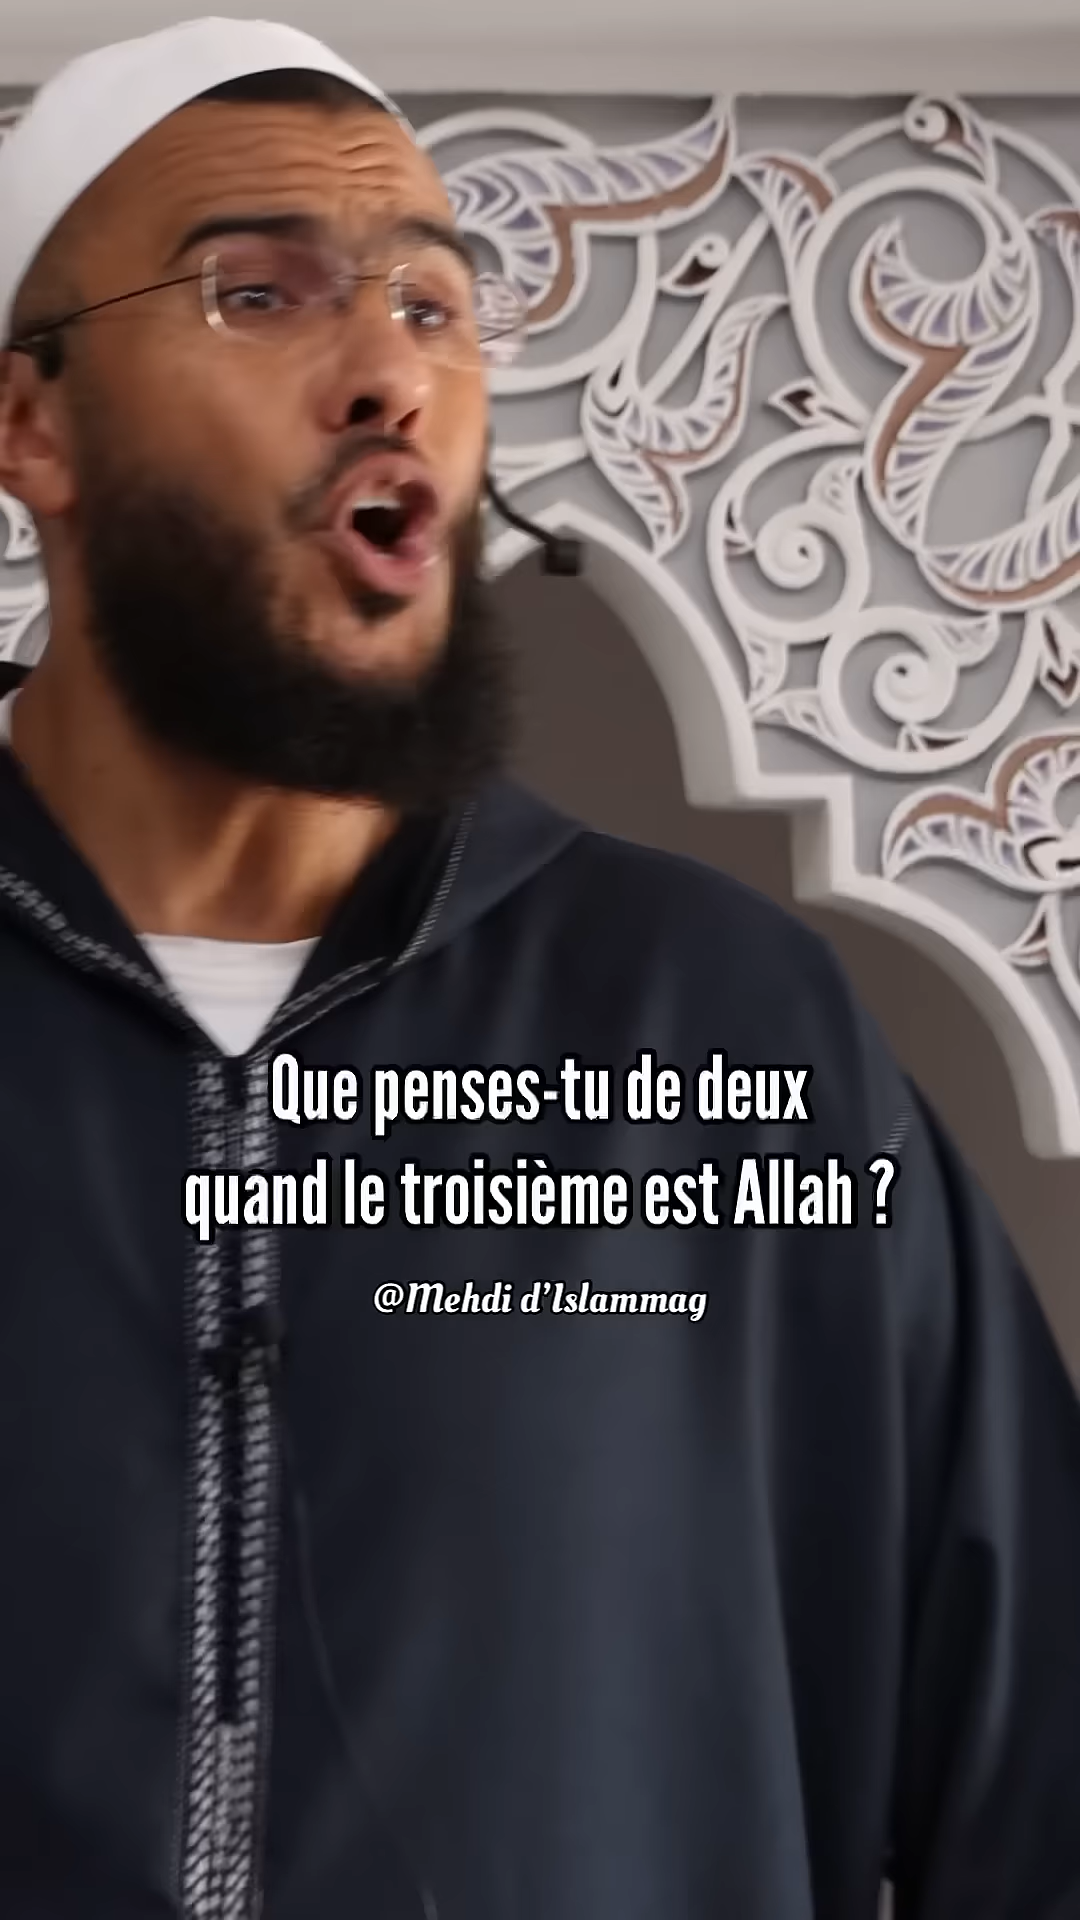 Que penses-tu de deux
quand le troisième est Allah ?
@Mehdi d’Islammag